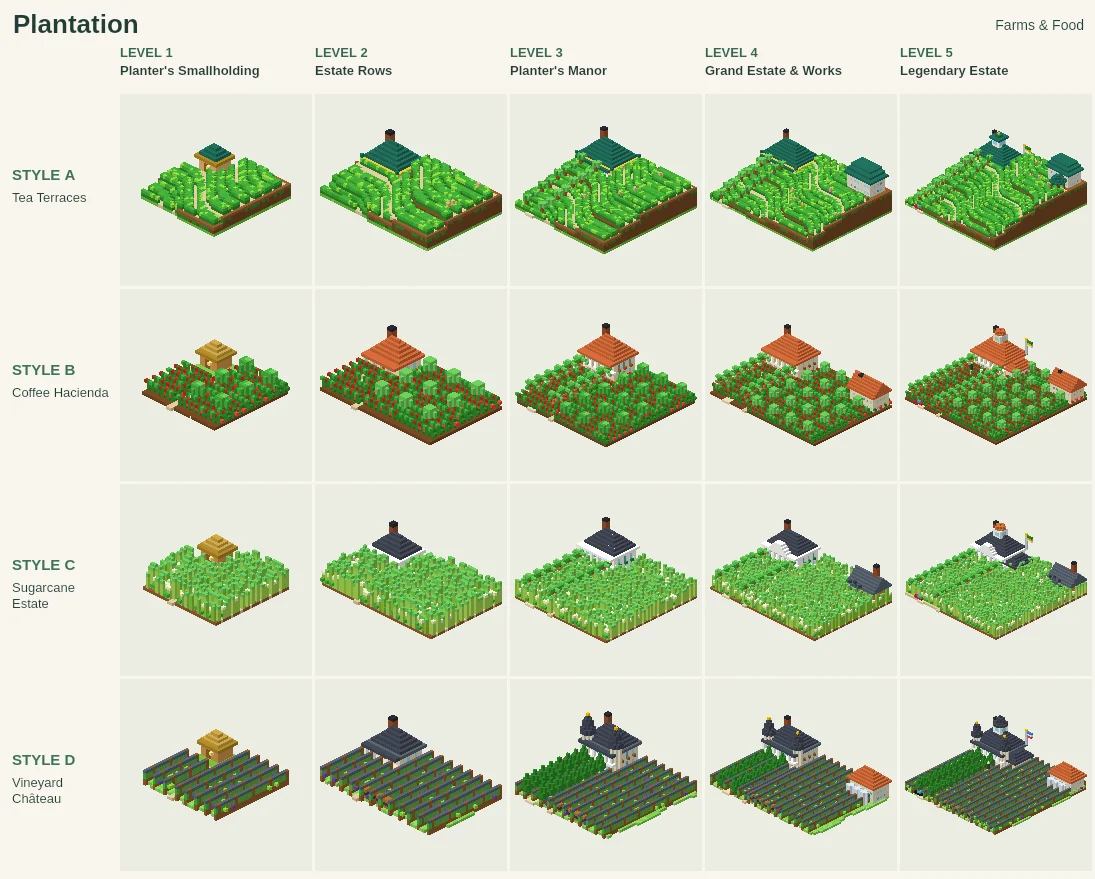 Plantation
Farms & Food
LEVEL 1
Planter's Smallholding
LEVEL 2
Estate Rows
LEVEL 3
Planter's Manor
LEVEL 4
Grand Estate & Works
LEVEL 5
Legendary Estate
STYLE A
Tea Terraces
STYLE B
Coffee Hacienda
STYLE C
Sugarcane
Estate
STYLE D
Vineyard
Château